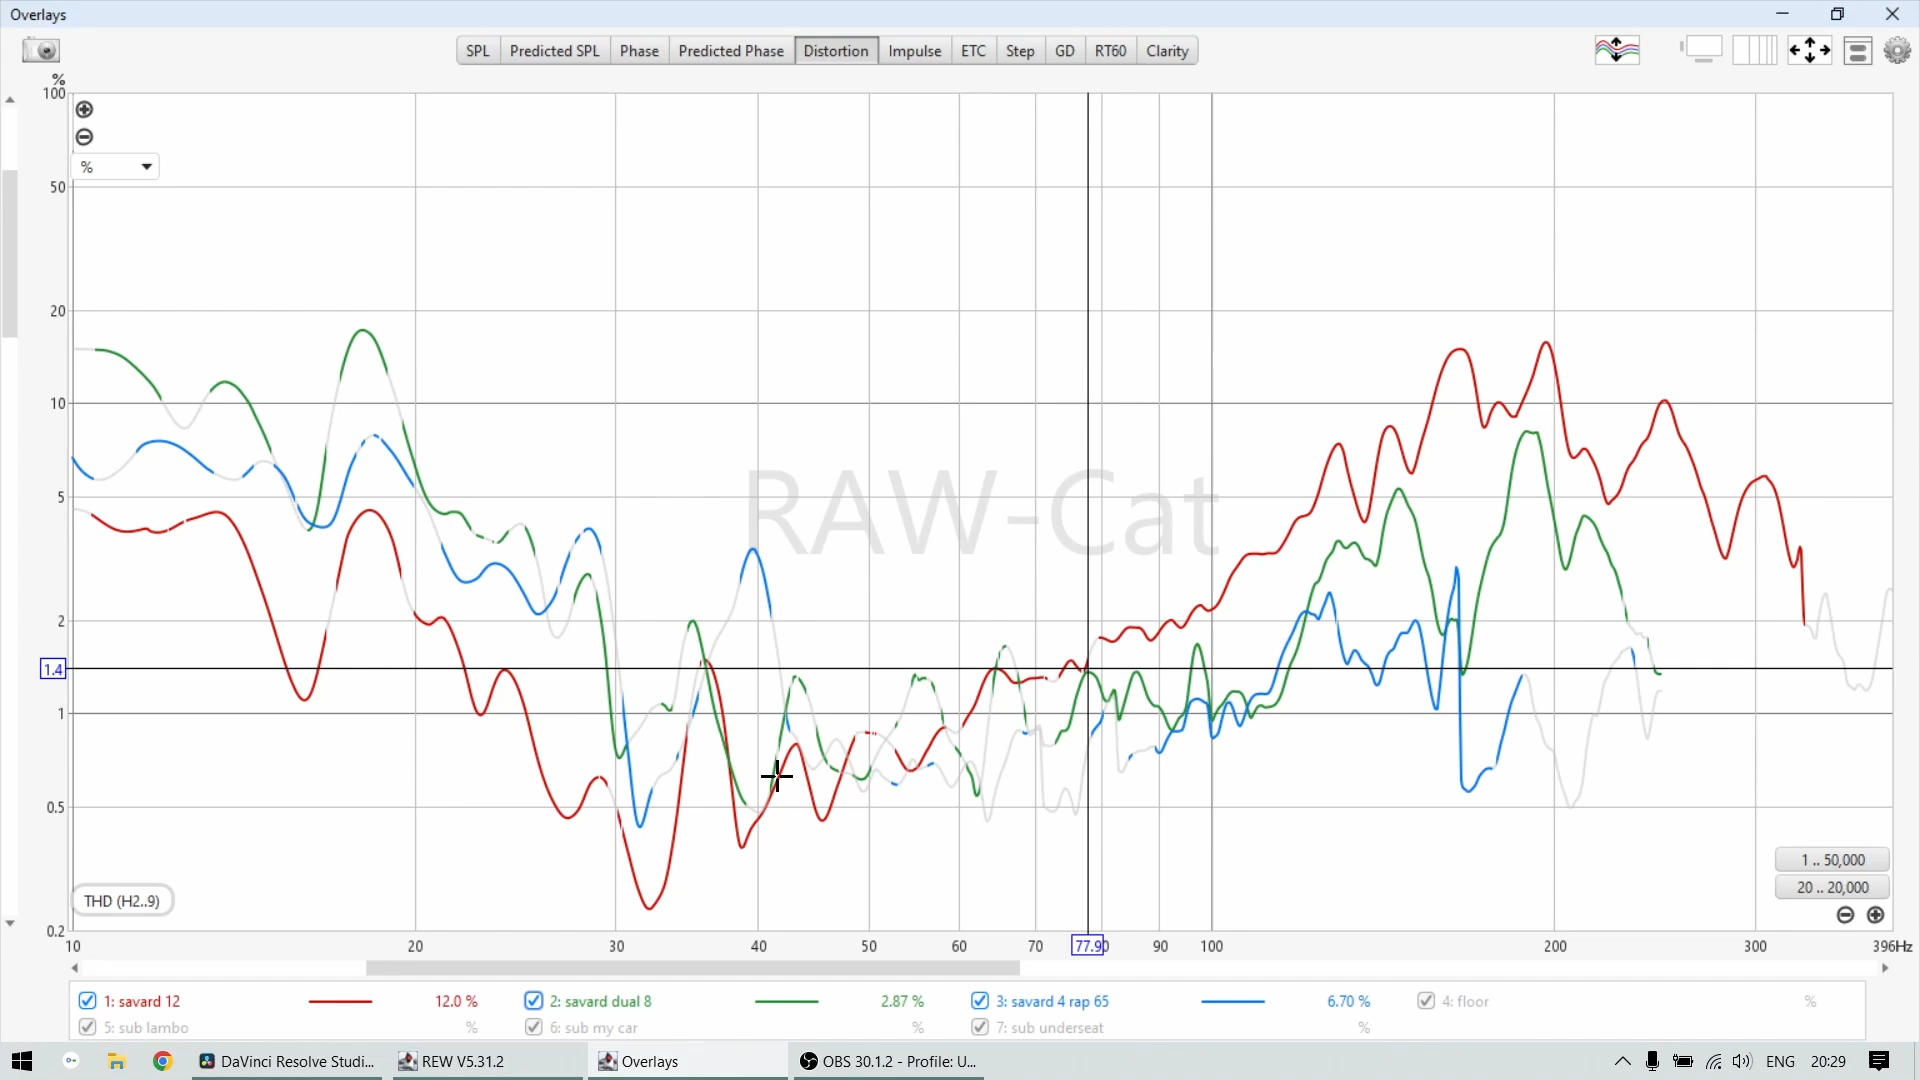 Overlays
SPL Predicted SPL Phase Predicted Phase Distortion Impulse ETC Step GD RT60 Clarity
%
100
%
50
20
10
5
RAW-Cat
2
1.4
1
0.5
1 .. 50,000
20 .. 20,000
THD (H2..9)
0.2
10 20 30 40 50 60 70 77.90 90 100 200 300 396Hz
1: savard 12 12.0 % 2: savard dual 8 2.87 % 3: savard 4 rap 65 6.70 % 4: floor %
5: sub lambo % 6: sub my car % 7: sub underseat %
DaVinci Resolve Studi... REW V5.31.2 Overlays OBS 30.1.2 - Profile: U... ENG 20:29